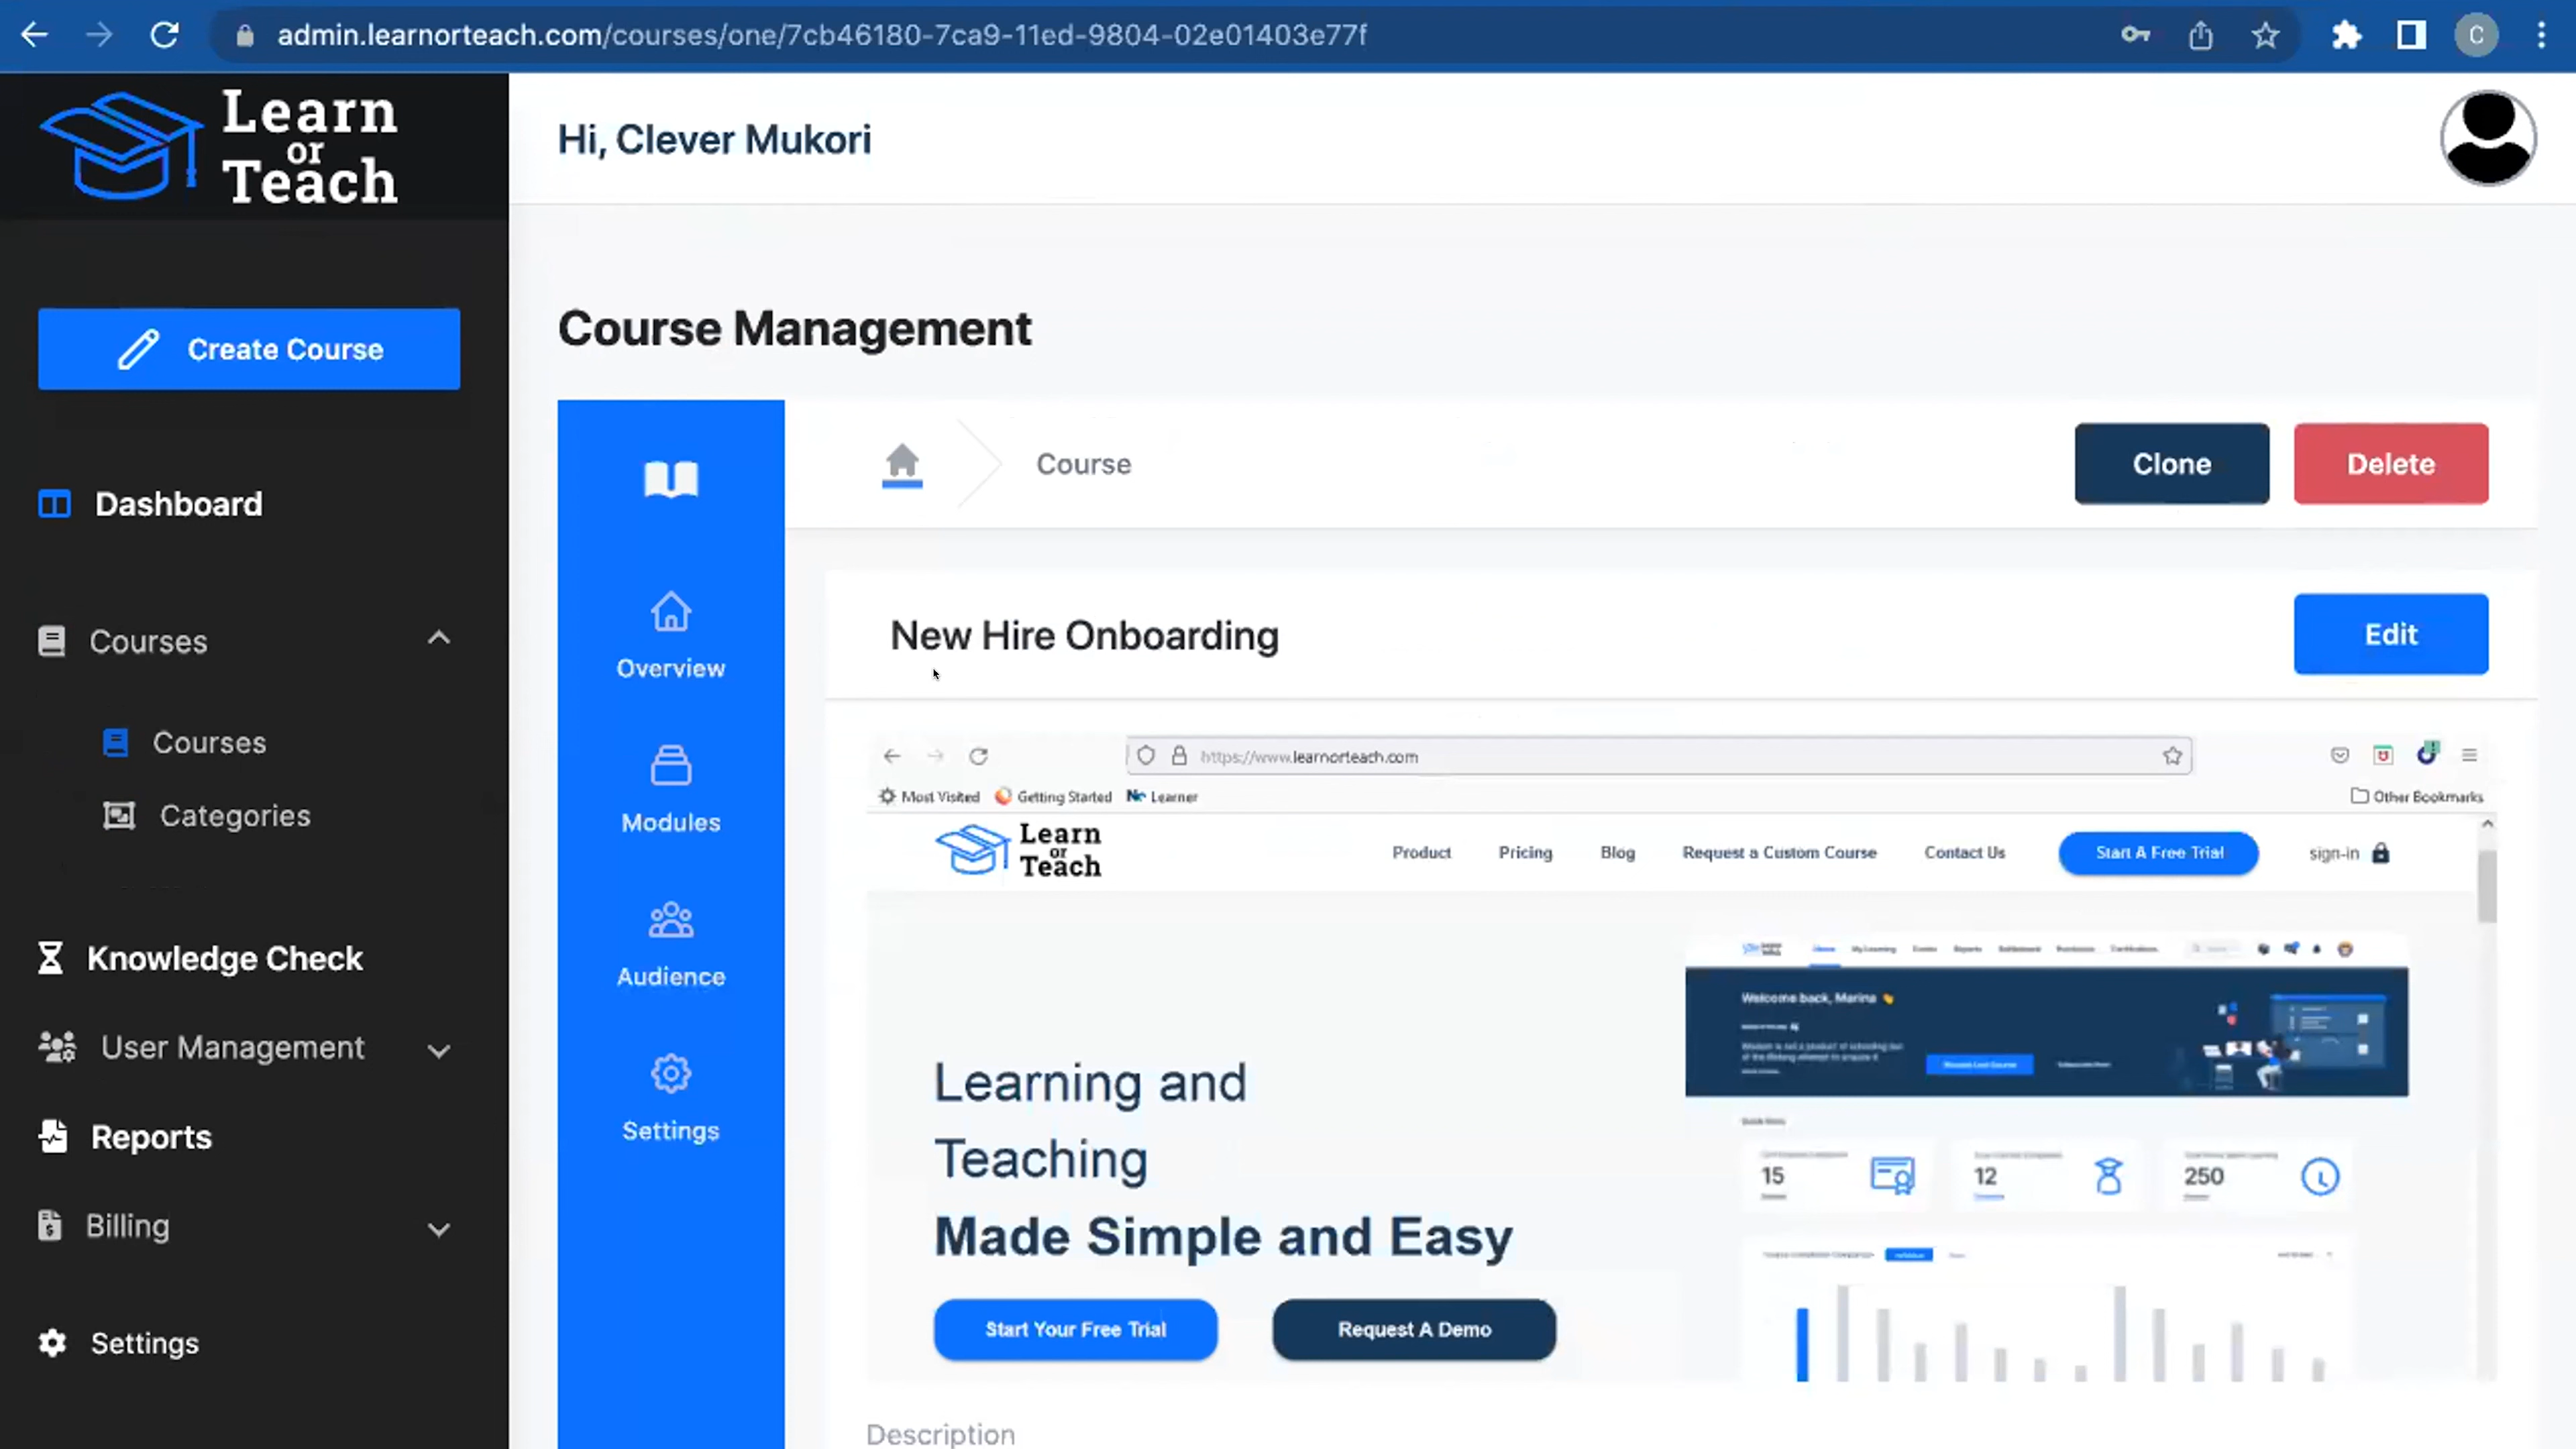 admin.learnorteach.com/courses/one/7cb46180-7ca9-11ed-9804-02e01403e77f
C
Learn
or
Teach
Hi, Clever Mukori
Create Course
Course Management
Course
Clone
Delete
Dashboard
New Hire Onboarding
Edit
Courses
Overview
Courses
Categories
Modules
https://www.learnorteach.com
Most Visited
Getting Started
Learner
Other Bookmarks
Learn
or
Teach
Product
Pricing
Blog
Request a Custom Course
Contact Us
Start A Free Trial
sign-in
Knowledge Check
Audience
User Management
Welcome back, Marina
Reports
Settings
Learning and
Teaching
Made Simple and Easy
15
12
250
Billing
Start Your Free Trial
Request A Demo
Settings
Description